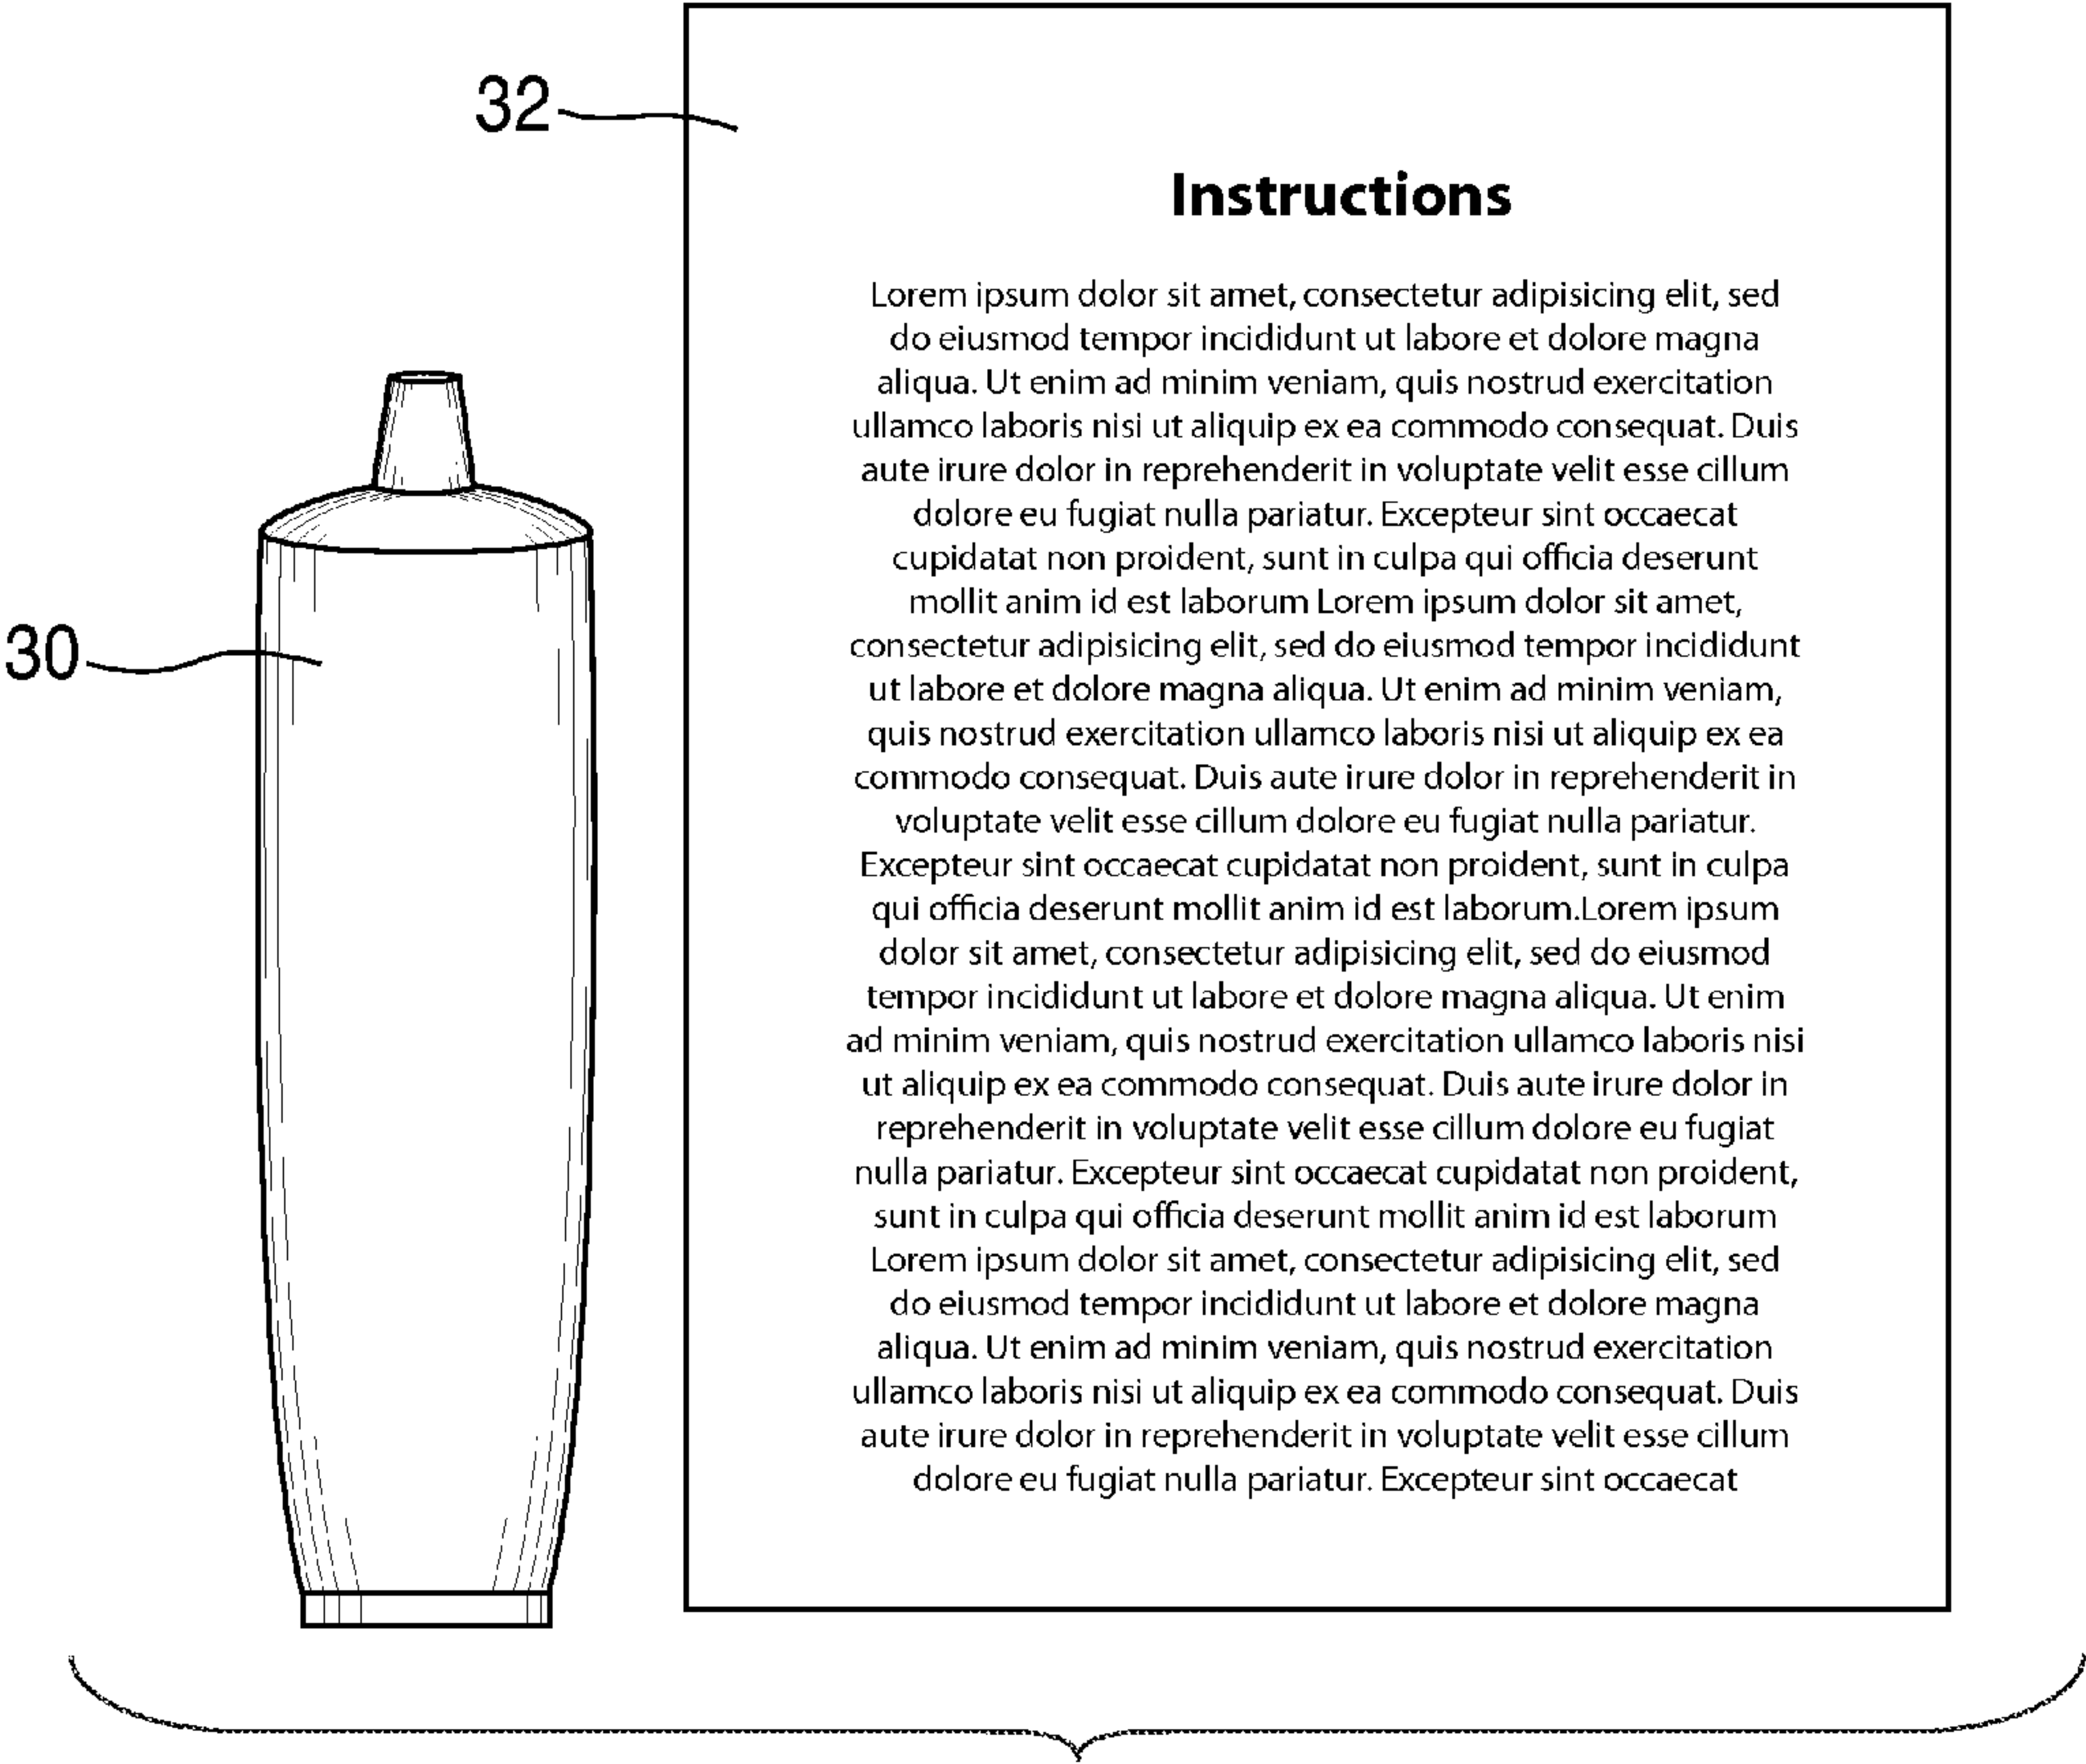 32
Instructions
Lorem ipsum dolor sit amet, consectetur adipisicing elit, sed
do eiusmod tempor incididunt ut labore et dolore magna
aliqua. Ut enim ad minim veniam, quis nostrud exercitation
ullamco laboris nisi ut aliquip ex ea commodo consequat. Duis
aute irure dolor in reprehenderit in voluptate velit esse cillum
dolore eu fugiat nulla pariatur. Excepteur sint occaecat
cupidatat non proident, sunt in culpa qui officia deserunt
mollit anim id est laborum Lorem ipsum dolor sit amet,
consectetur adipisicing elit, sed do eiusmod tempor incididunt
ut labore et dolore magna aliqua. Ut enim ad minim veniam,
quis nostrud exercitation ullamco laboris nisi ut aliquip ex ea
commodo consequat. Duis aute irure dolor in reprehenderit in
voluptate velit esse cillum dolore eu fugiat nulla pariatur.
Excepteur sint occaecat cupidatat non proident, sunt in culpa
qui officia deserunt mollit anim id est laborum.Lorem ipsum
dolor sit amet, consectetur adipisicing elit, sed do eiusmod
tempor incididunt ut labore et dolore magna aliqua. Ut enim
ad minim veniam, quis nostrud exercitation ullamco laboris nisi
ut aliquip ex ea commodo consequat. Duis aute irure dolor in
reprehenderit in voluptate velit esse cillum dolore eu fugiat
nulla pariatur. Excepteur sint occaecat cupidatat non proident,
sunt in culpa qui officia deserunt mollit anim id est laborum
Lorem ipsum dolor sit amet, consectetur adipisicing elit, sed
do eiusmod tempor incididunt ut labore et dolore magna
aliqua. Ut enim ad minim veniam, quis nostrud exercitation
ullamco laboris nisi ut aliquip ex ea commodo consequat. Duis
aute irure dolor in reprehenderit in voluptate velit esse cillum
dolore eu fugiat nulla pariatur. Excepteur sint occaecat
30